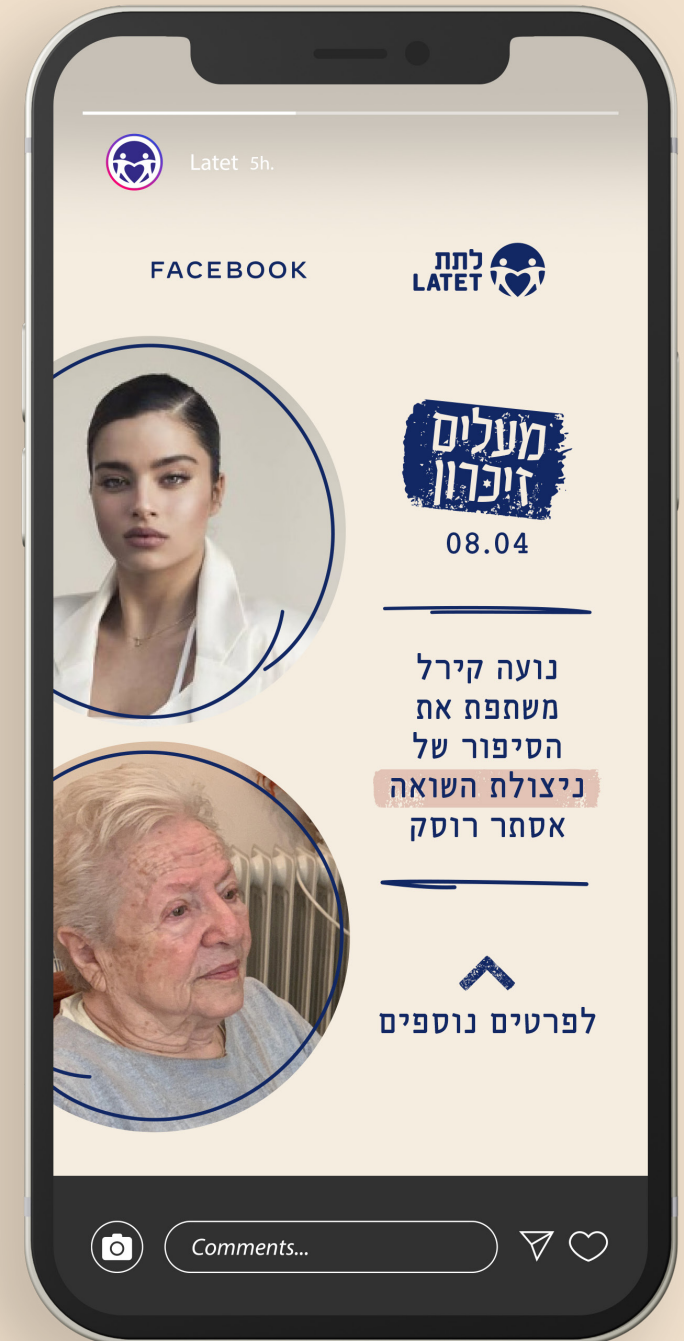 Latet 5h.
FACEBOOK
לתת
LATET
מעלים
זיכרון
08.04
נועה קירל
משתפת את
הסיפור של
ניצולת השואה
אסתר רוסק
לפרטים נוספים
Comments...